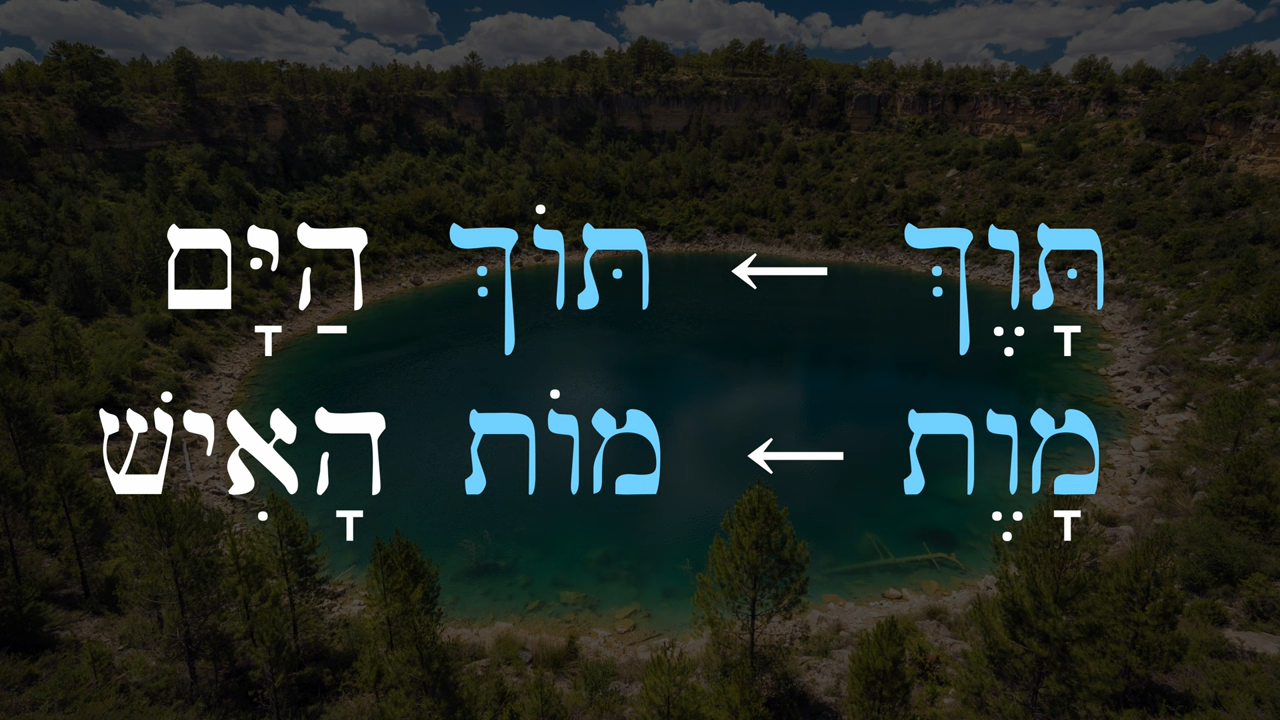 תָּוֶךְ ← תּוֹךְ הַיָּם
מָוֶת ← מוֹת הָאִישׁ